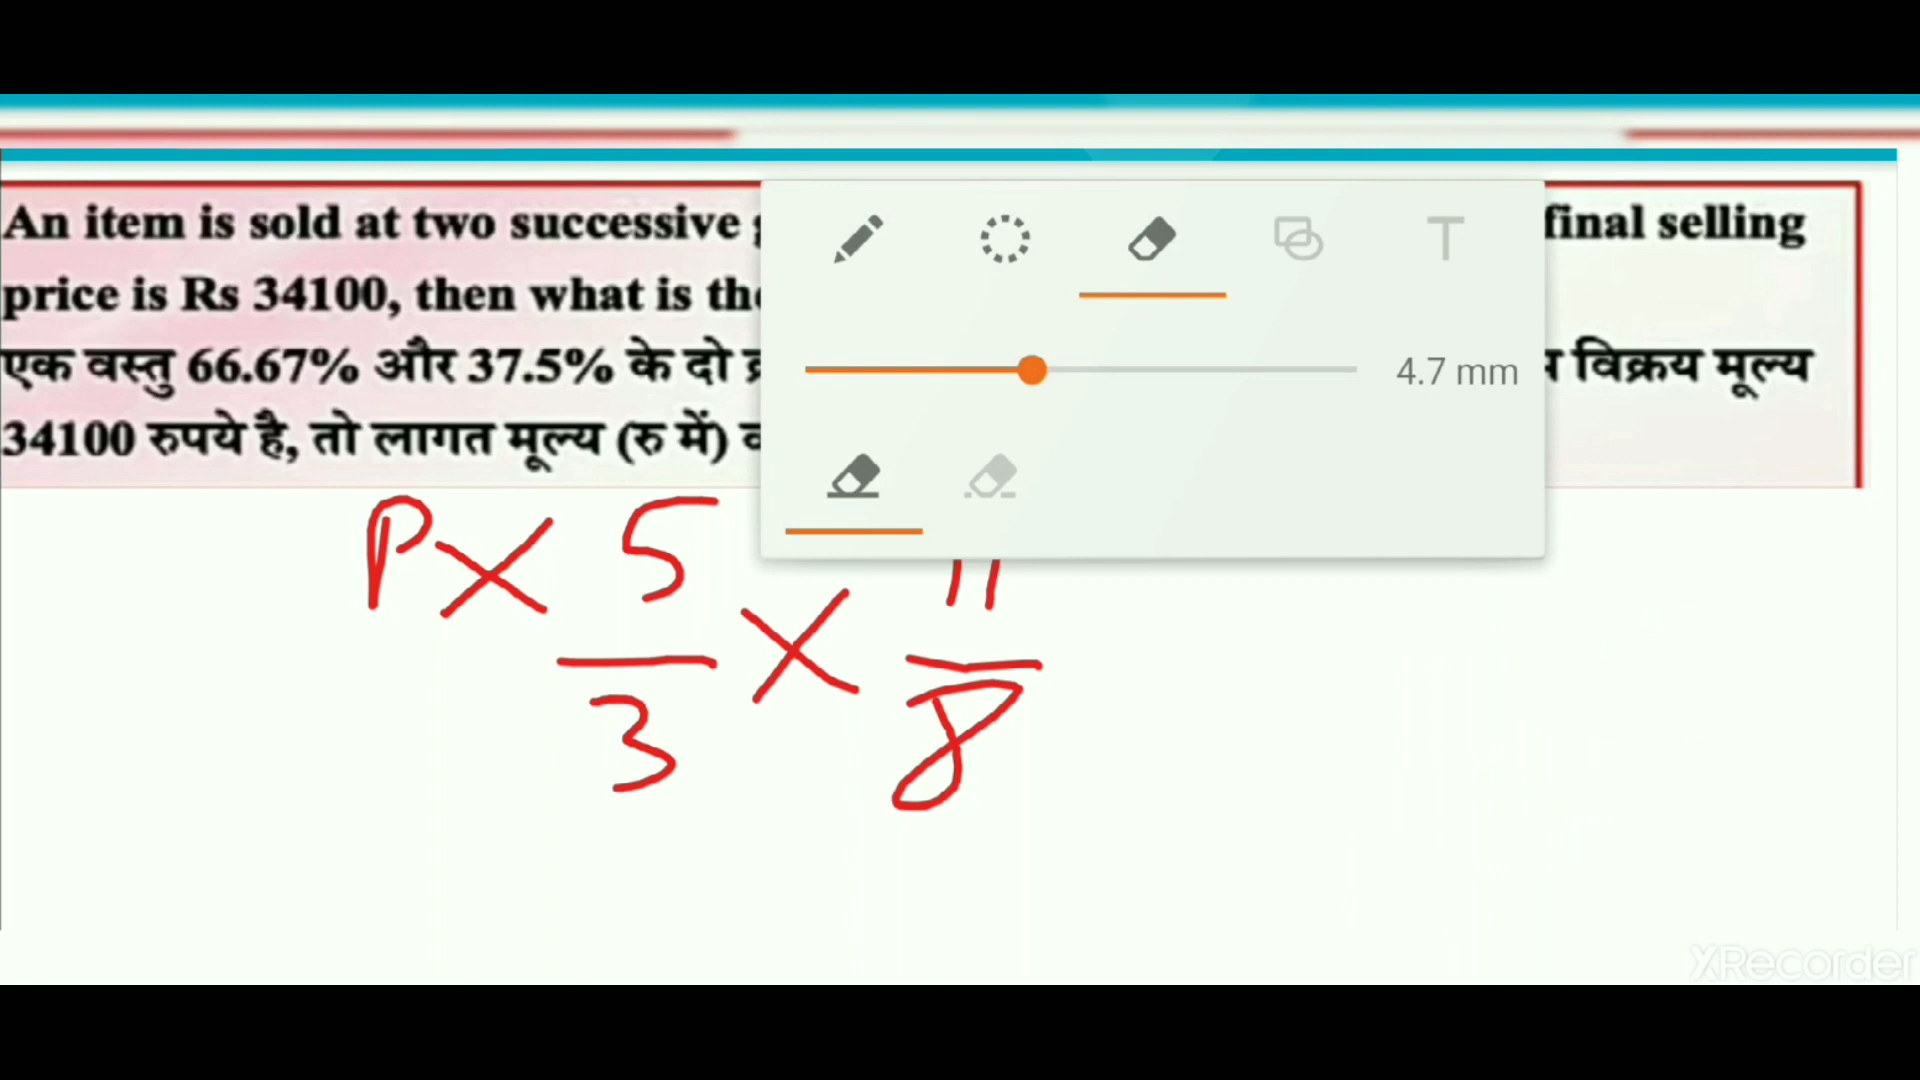 An item is sold at two successive final selling
price is Rs 34100, then what is the
एक वस्तु 66.67% और 37.5% के दो विक्रय मूल्य
34100 रुपये है, तो लागत मूल्य (रु में)
T
4.7 mm
P × 5/3 × 11/8
XRecorder